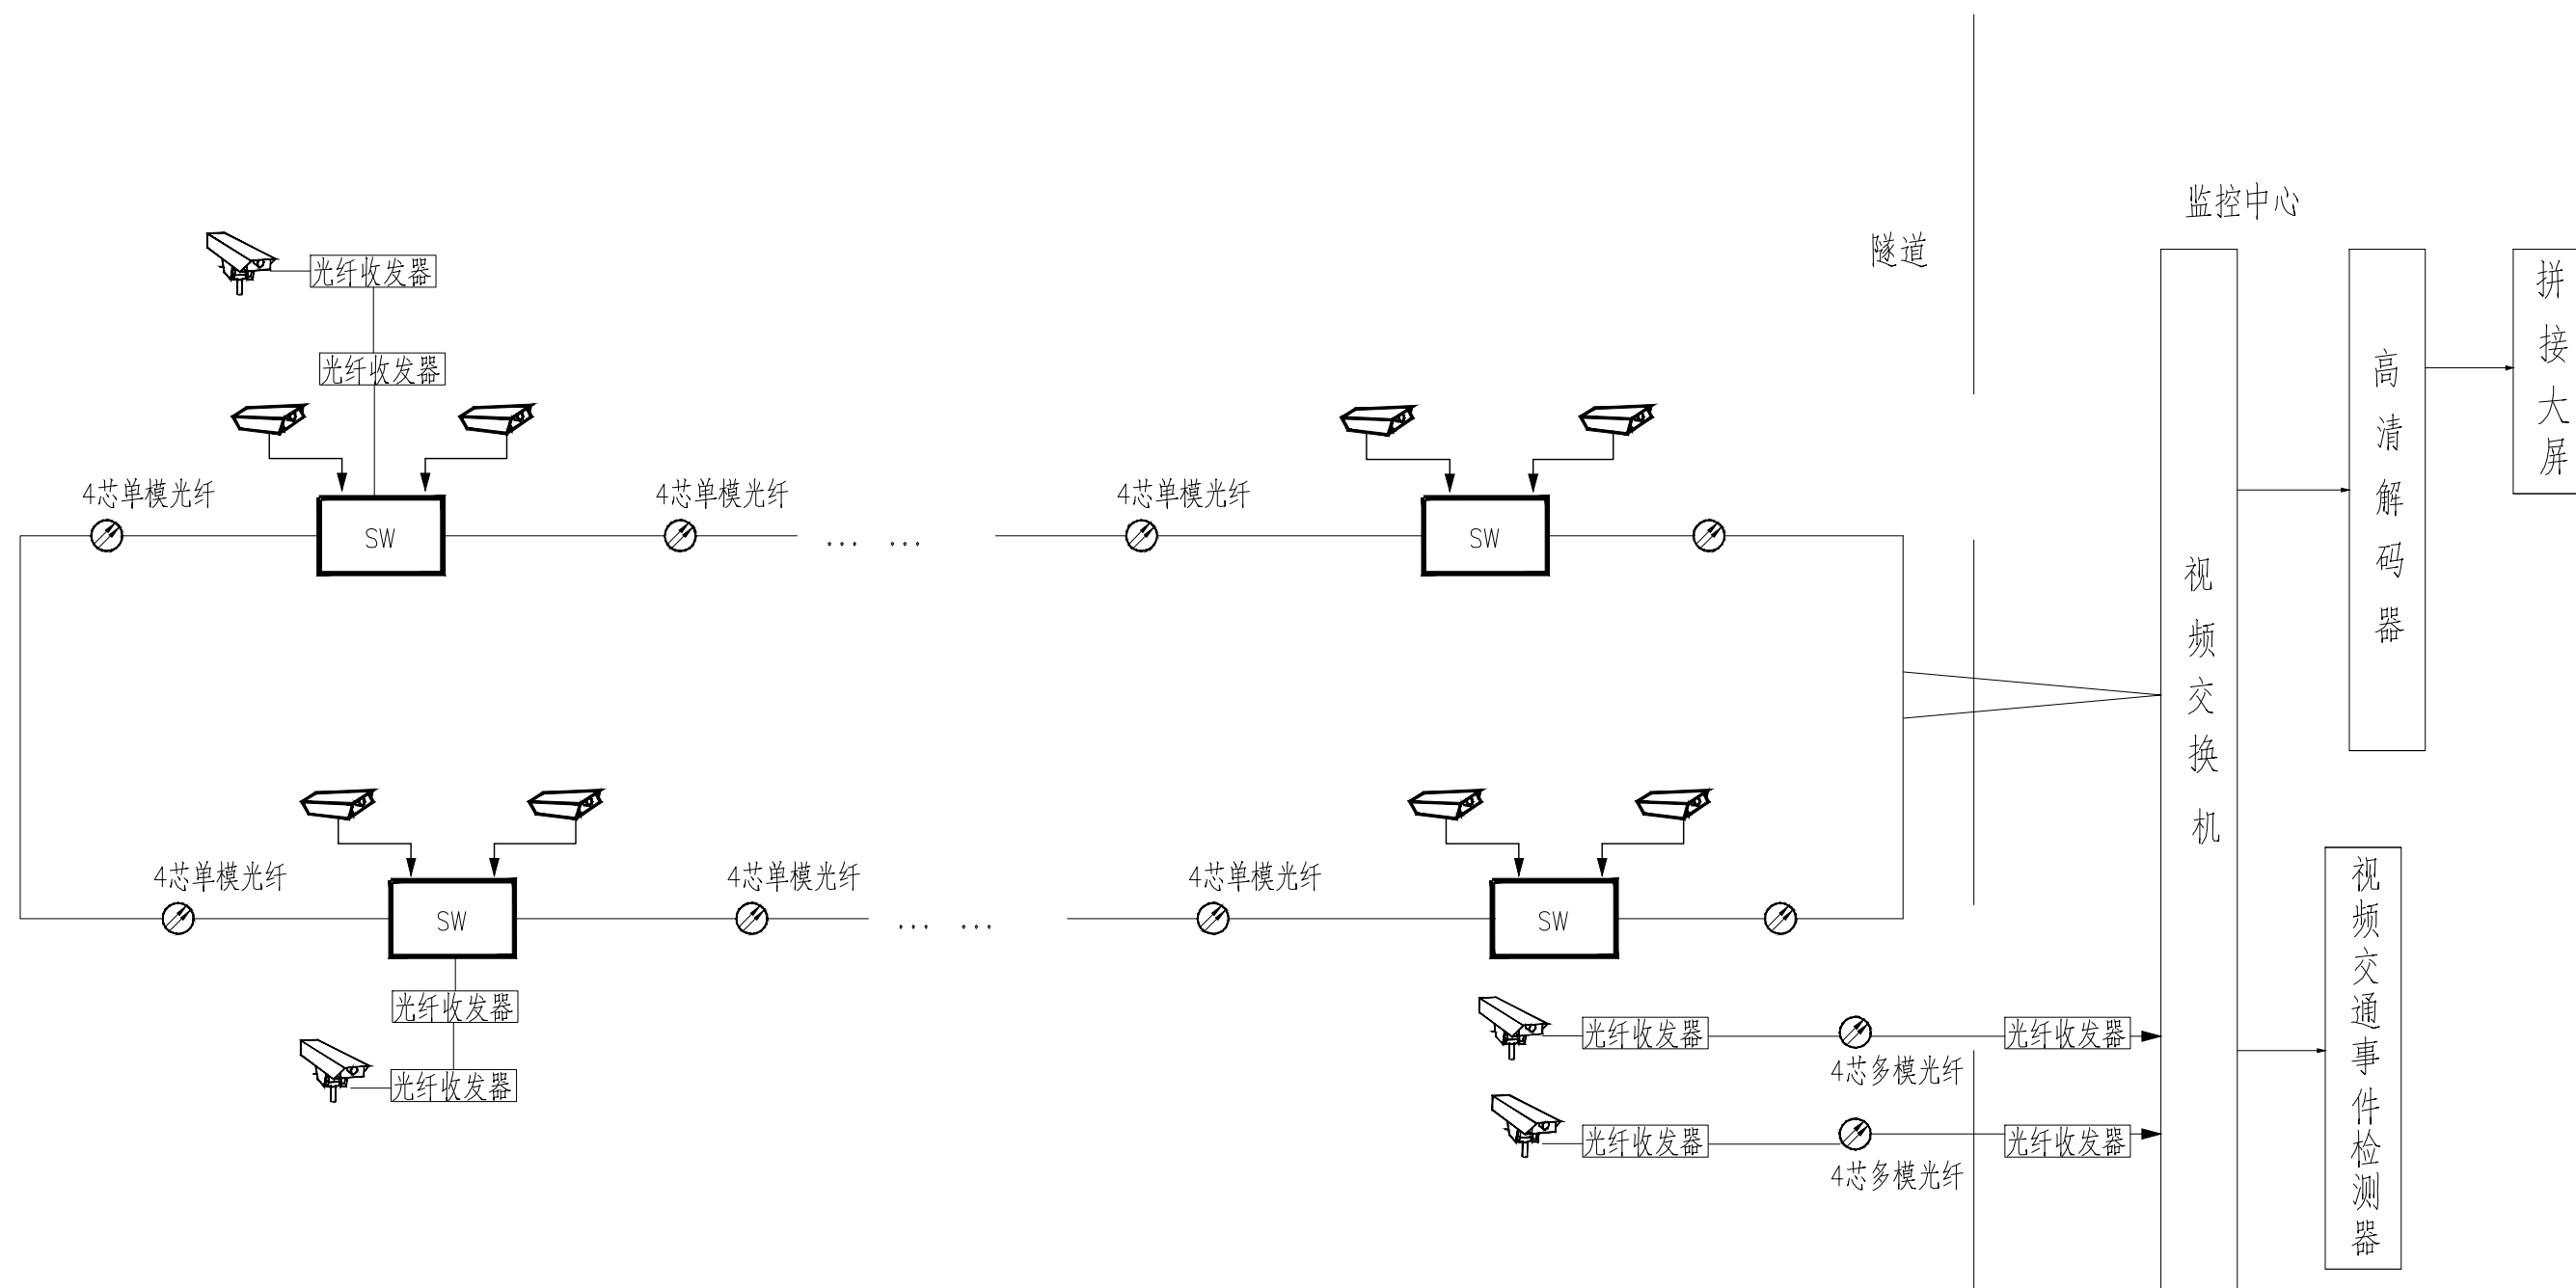 监控中心
隧道
光纤收发器
光纤收发器
4芯单模光纤
4芯单模光纤
4芯单模光纤
SW
... ...
SW
4芯单模光纤
4芯单模光纤
4芯单模光纤
SW
... ...
SW
光纤收发器
光纤收发器
光纤收发器
光纤收发器
4芯多模光纤
光纤收发器
光纤收发器
4芯多模光纤
视频交换机
高清解码器
拼接大屏
视频交通事件检测器